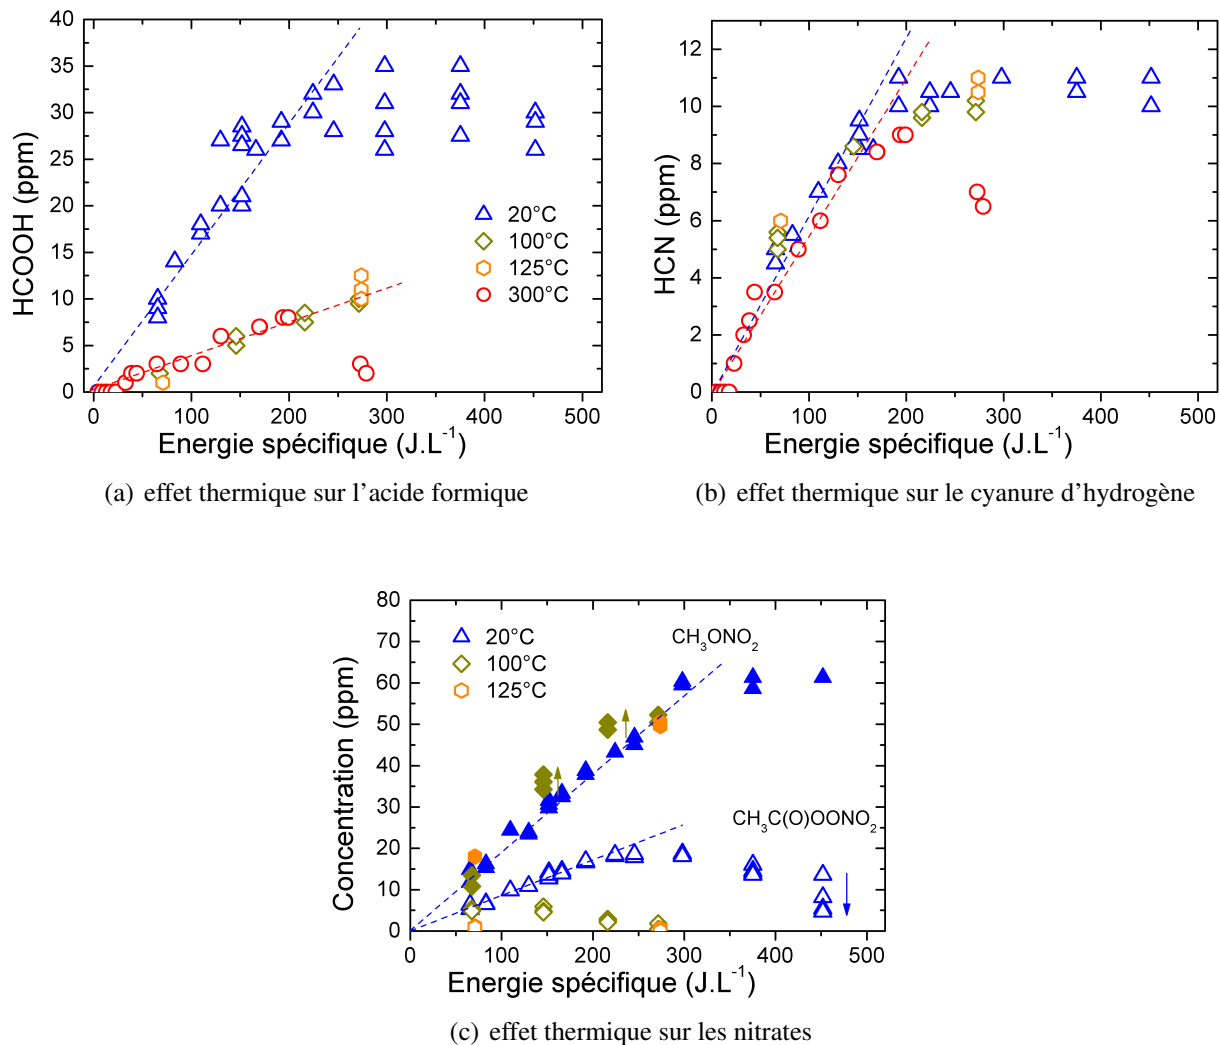 40
35
30
25
20
15
10
5
0
HCOOH (ppm)
20°C
100°C
125°C
300°C
0 100 200 300 400 500
Energie spécifique (J.L⁻¹)
(a) effet thermique sur l'acide formique
12
10
8
6
4
2
0
HCN (ppm)
0 100 200 300 400 500
Energie spécifique (J.L⁻¹)
(b) effet thermique sur le cyanure d'hydrogène
80
70
60
50
40
30
20
10
0
Concentration (ppm)
20°C
100°C
125°C
CH₃ONO₂
CH₃C(O)OONO₂
0 100 200 300 400 500
Energie spécifique (J.L⁻¹)
(c) effet thermique sur les nitrates